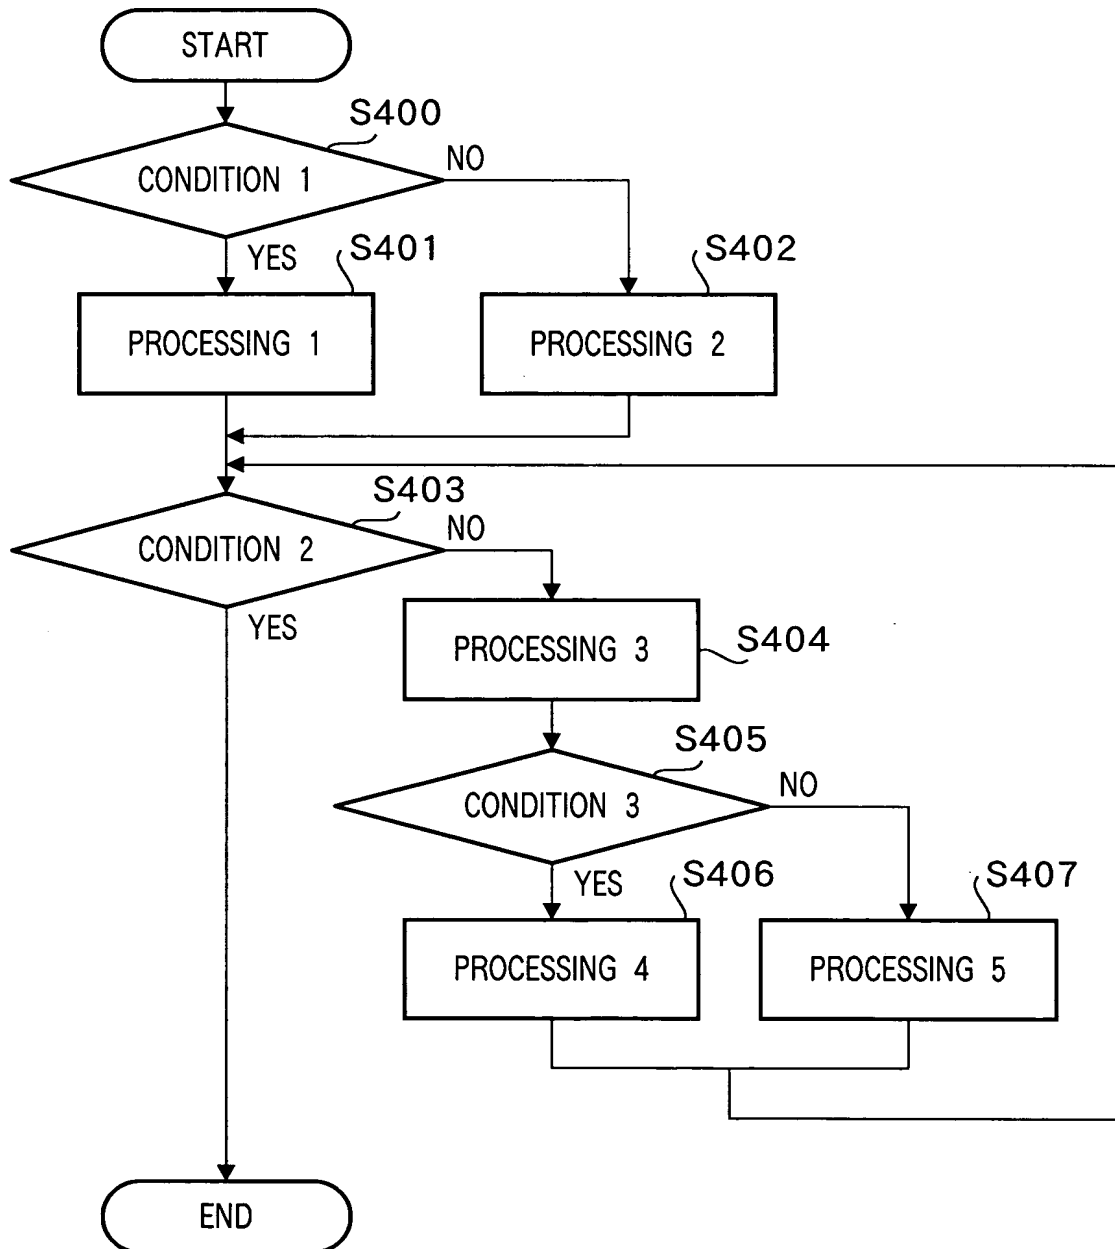 START
S400
CONDITION 1
NO
YES
S401
S402
PROCESSING 1
PROCESSING 2
S403
CONDITION 2
NO
YES
PROCESSING 3
S404
S405
CONDITION 3
NO
YES
S406
S407
PROCESSING 4
PROCESSING 5
END